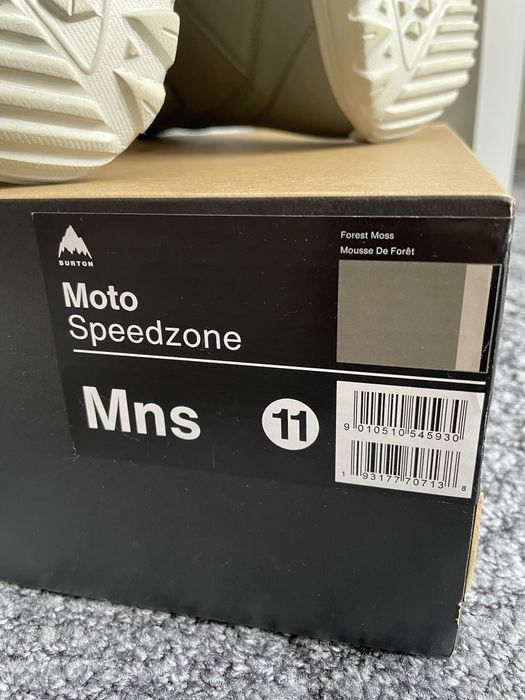 BURTON
Moto
Speedzone
Mns
11
Forest Moss
Mousse De Forêt
9 010510 545930
1 93177 70713 8